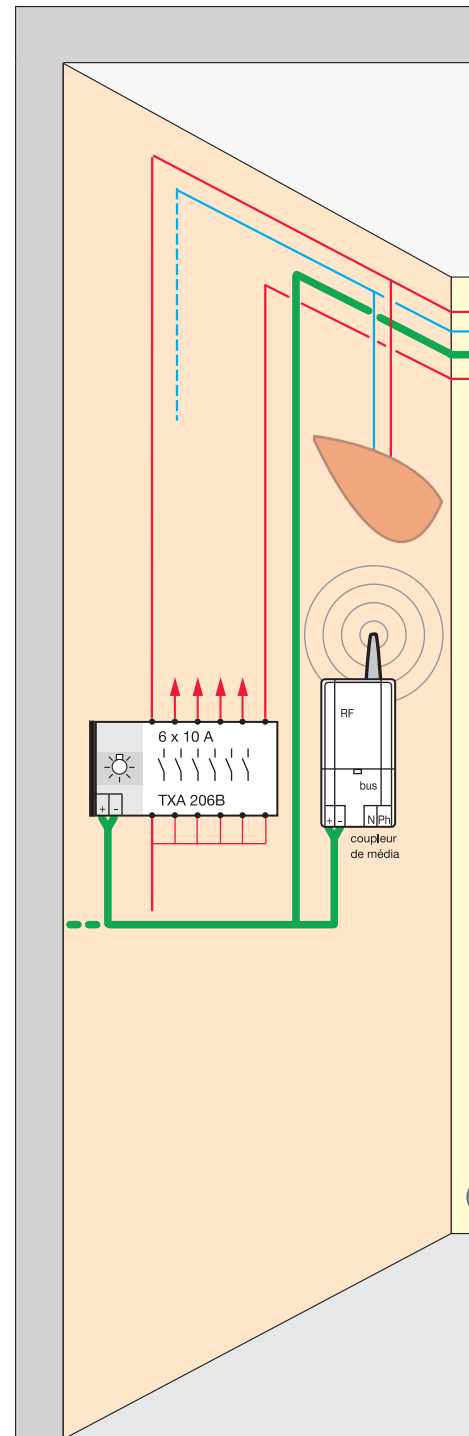 6 x 10 A
TXA 206B
+ -
RF
bus
+ - N Ph
coupleur
de média